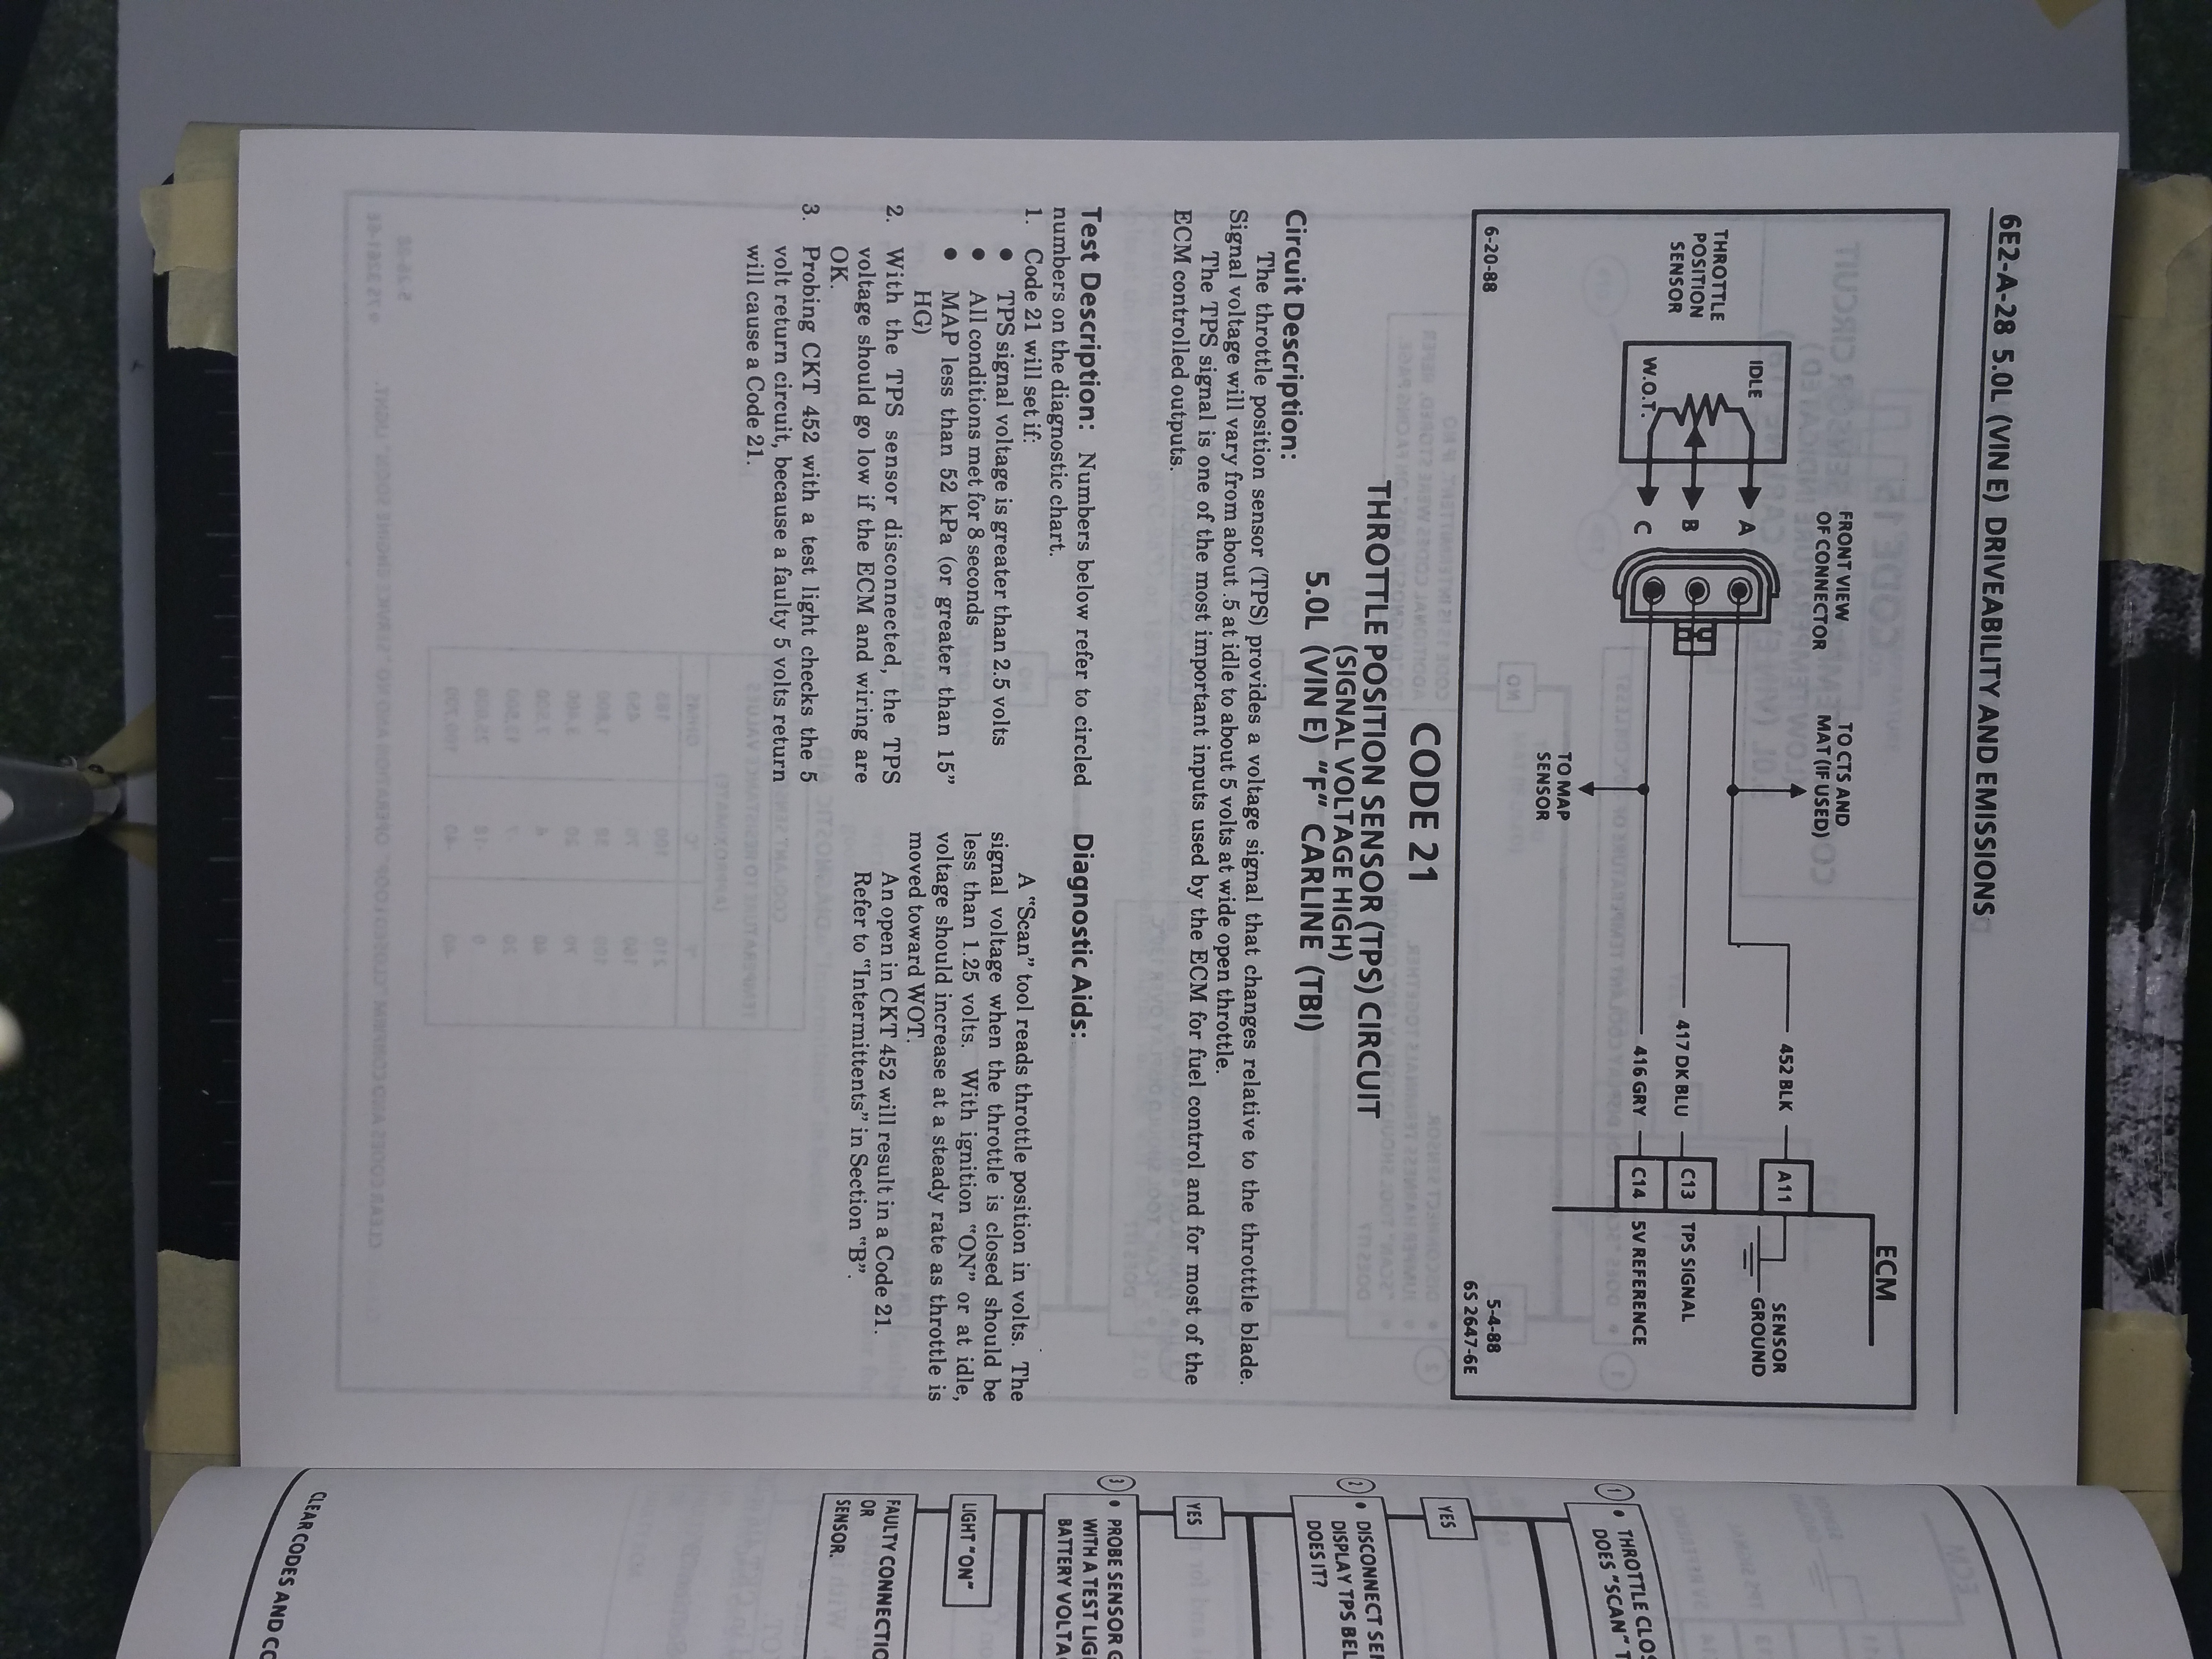 6E2-A-28 5.0L (VIN E) DRIVEABILITY AND EMISSIONS
FRONT VIEW
OF CONNECTOR
TO CTS AND
MAT (IF USED)
ECM
THROTTLE
POSITION
SENSOR
IDLE
W.O.T.
A
B
C
452 BLK
A11
SENSOR
GROUND
417 DK BLU
C13
TPS SIGNAL
416 GRY
C14
5V REFERENCE
TO MAP
SENSOR
6-20-88
5-4-88
6S 2647-6E
CODE 21
THROTTLE POSITION SENSOR (TPS) CIRCUIT
(SIGNAL VOLTAGE HIGH)
5.0L (VIN E) "F" CARLINE (TBI)
Circuit Description:
The throttle position sensor (TPS) provides a voltage signal that changes relative to the throttle blade.
Signal voltage will vary from about .5 at idle to about 5 volts at wide open throttle.
The TPS signal is one of the most important inputs used by the ECM for fuel control and for most of the
ECM controlled outputs.
Test Description: Numbers below refer to circled
numbers on the diagnostic chart.
1. Code 21 will set if:
● TPS signal voltage is greater than 2.5 volts
● All conditions met for 8 seconds
● MAP less than 52 kPa (or greater than 15"
HG)
2. With the TPS sensor disconnected, the TPS
voltage should go low if the ECM and wiring are
OK.
3. Probing CKT 452 with a test light checks the 5
volt return circuit, because a faulty 5 volts return
will cause a Code 21.
Diagnostic Aids:
A "Scan" tool reads throttle position in volts. The
signal voltage when the throttle is closed should be
less than 1.25 volts. With ignition "ON" or at idle,
voltage should increase at a steady rate as throttle is
moved toward WOT.
An open in CKT 452 will result in a Code 21.
Refer to "Intermittents" in Section "B".
1 ● THROTTLE
DOES "SCAN"
YES
2 ● DISCONNECT
DISPLAY TPS
DOES IT?
YES
3 ● PROBE SENSOR
WITH A TEST
BATTERY
LIGHT "ON"
FAULTY
OR
SENSOR.
CLEAR CODES AND